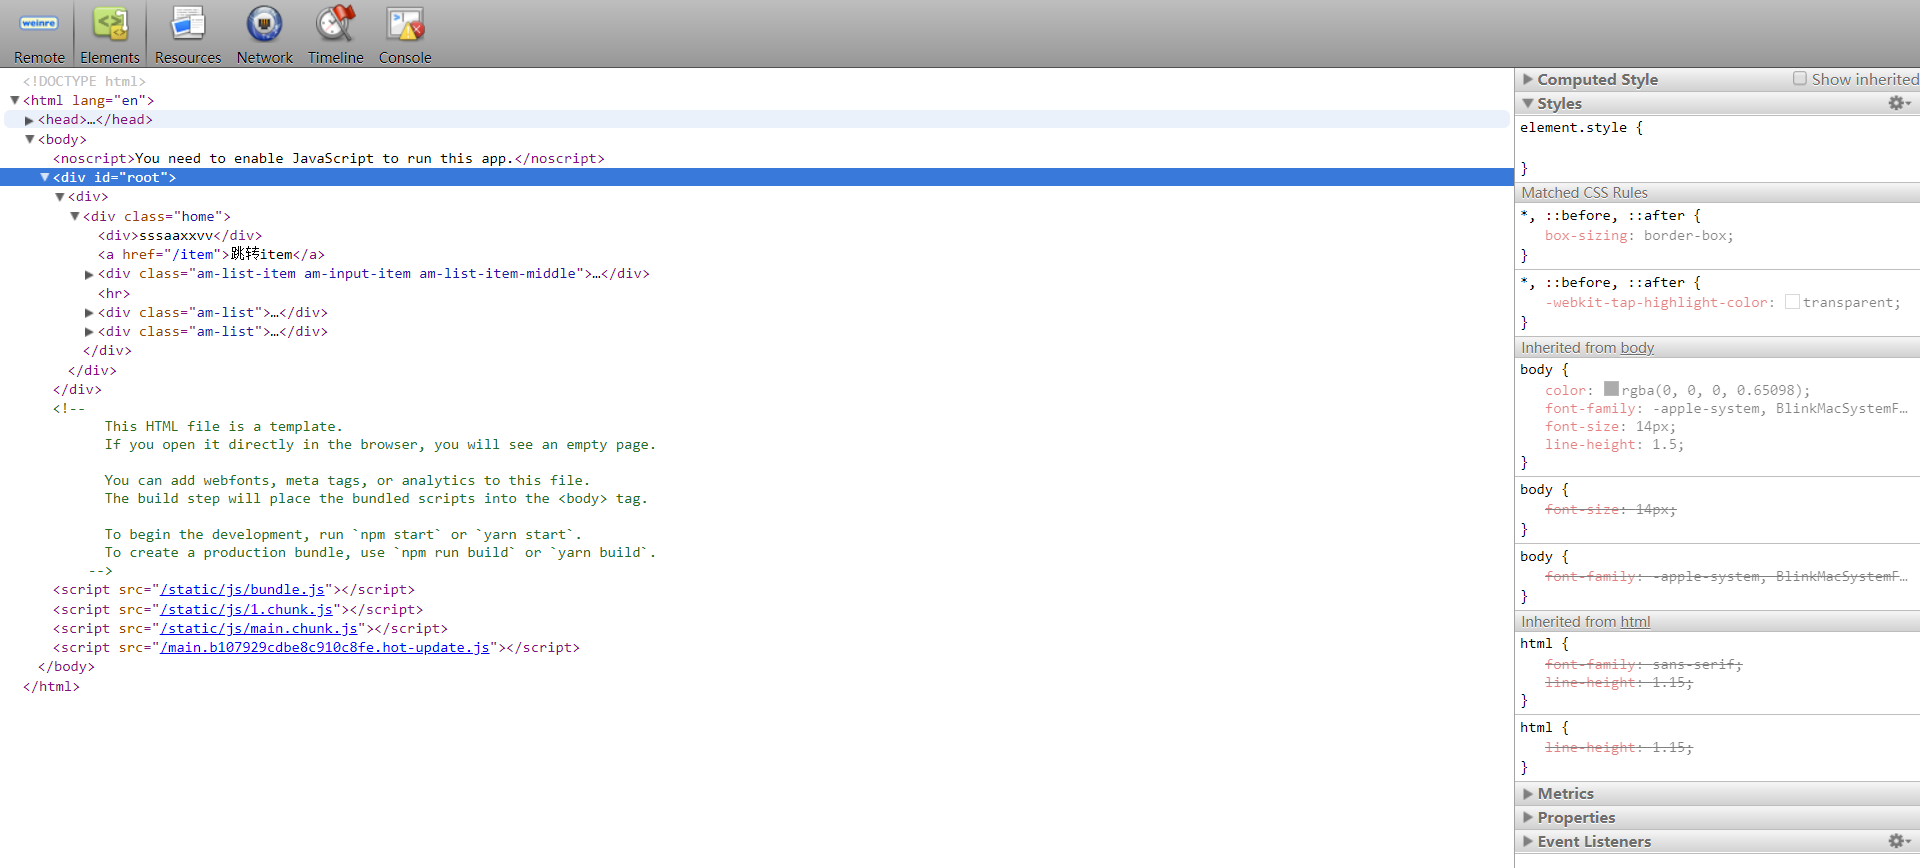 weinre
Remote
Elements
Resources
Network
Timeline
Console
<!DOCTYPE html>
<html lang="en">
<head>…</head>
<body>
<noscript>You need to enable JavaScript to run this app.</noscript>
<div id="root">
<div>
<div class="home">
<div>sssaaxxvv</div>
<a href="/item">跳转item</a>
<div class="am-list-item am-input-item am-list-item-middle">…</div>
<hr>
<div class="am-list">…</div>
<div class="am-list">…</div>
</div>
</div>
</div>
<!--
This HTML file is a template.
If you open it directly in the browser, you will see an empty page.
You can add webfonts, meta tags, or analytics to this file.
The build step will place the bundled scripts into the <body> tag.
To begin the development, run `npm start` or `yarn start`.
To create a production bundle, use `npm run build` or `yarn build`.
-->
<script src="/static/js/bundle.js"></script>
<script src="/static/js/1.chunk.js"></script>
<script src="/static/js/main.chunk.js"></script>
<script src="/main.b107929cdbe8c910c8fe.hot-update.js"></script>
</body>
</html>
Computed Style
Show inherited
Styles
element.style {
}
Matched CSS Rules
*, ::before, ::after {
box-sizing: border-box;
}
*, ::before, ::after {
-webkit-tap-highlight-color: transparent;
}
Inherited from body
body {
color: rgba(0, 0, 0, 0.65098);
font-family: -apple-system, BlinkMacSystemF…
font-size: 14px;
line-height: 1.5;
}
body {
font-size: 14px;
}
body {
font-family: -apple-system, BlinkMacSystemF…
}
Inherited from html
html {
font-family: sans-serif;
line-height: 1.15;
}
html {
line-height: 1.15;
}
Metrics
Properties
Event Listeners